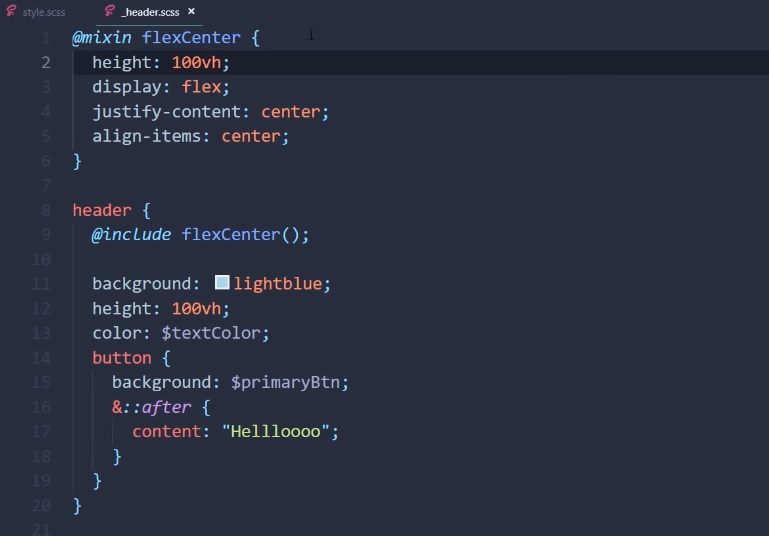 style.scss _header.scss ×
1 @mixin flexCenter {
2 height: 100vh;
3 display: flex;
4 justify-content: center;
5 align-items: center;
6 }
7
8 header {
9 @include flexCenter();
10
11 background: lightblue;
12 height: 100vh;
13 color: $textColor;
14 button {
15 background: $primaryBtn;
16 &::after {
17 content: "Hellloooo";
18 }
19 }
20 }
21